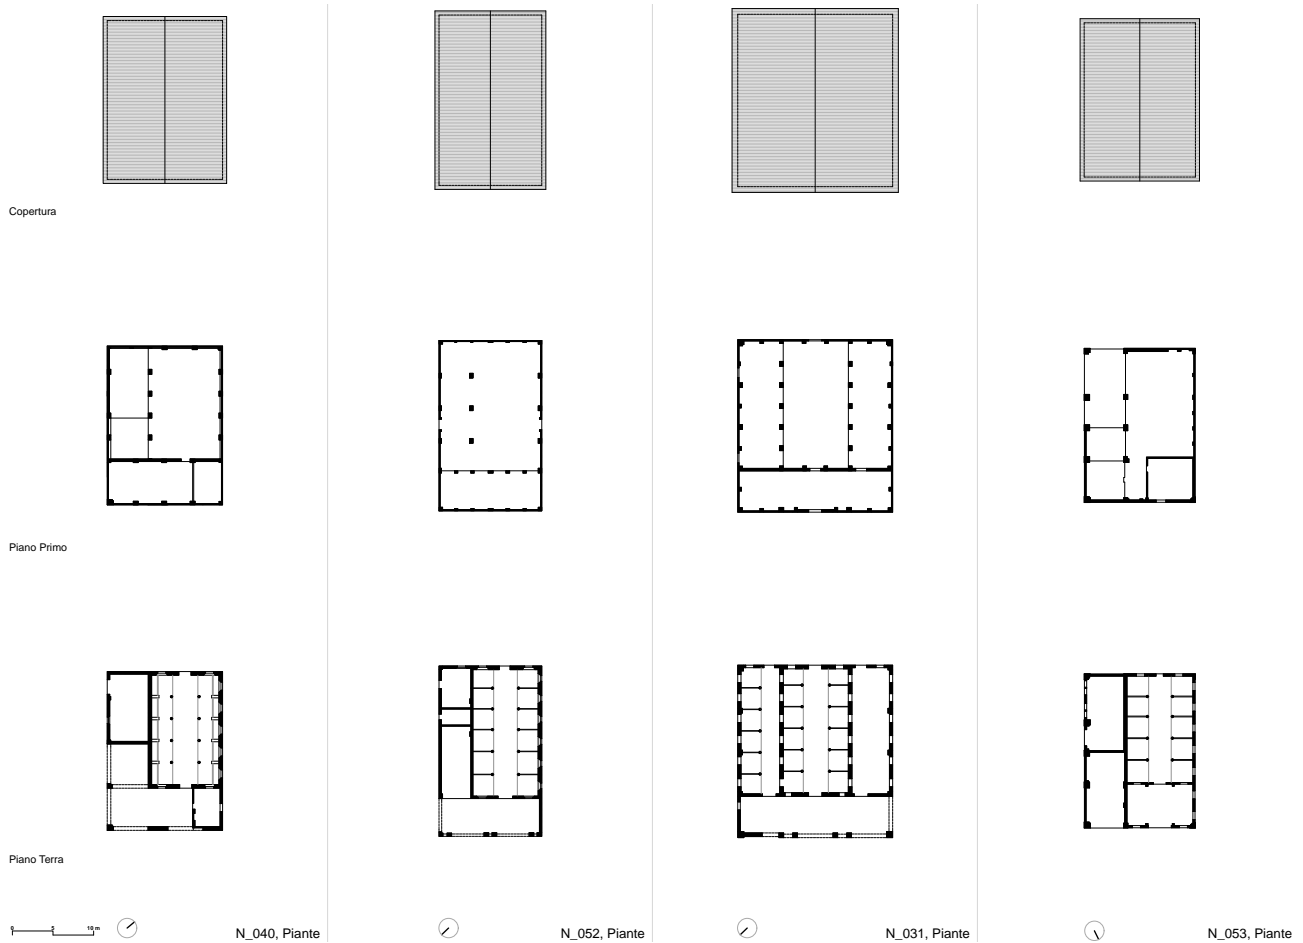 Copertura
Piano Primo
Piano Terra
0 5 10 m
N_040, Piante
N_052, Piante
N_031, Piante
N_053, Piante